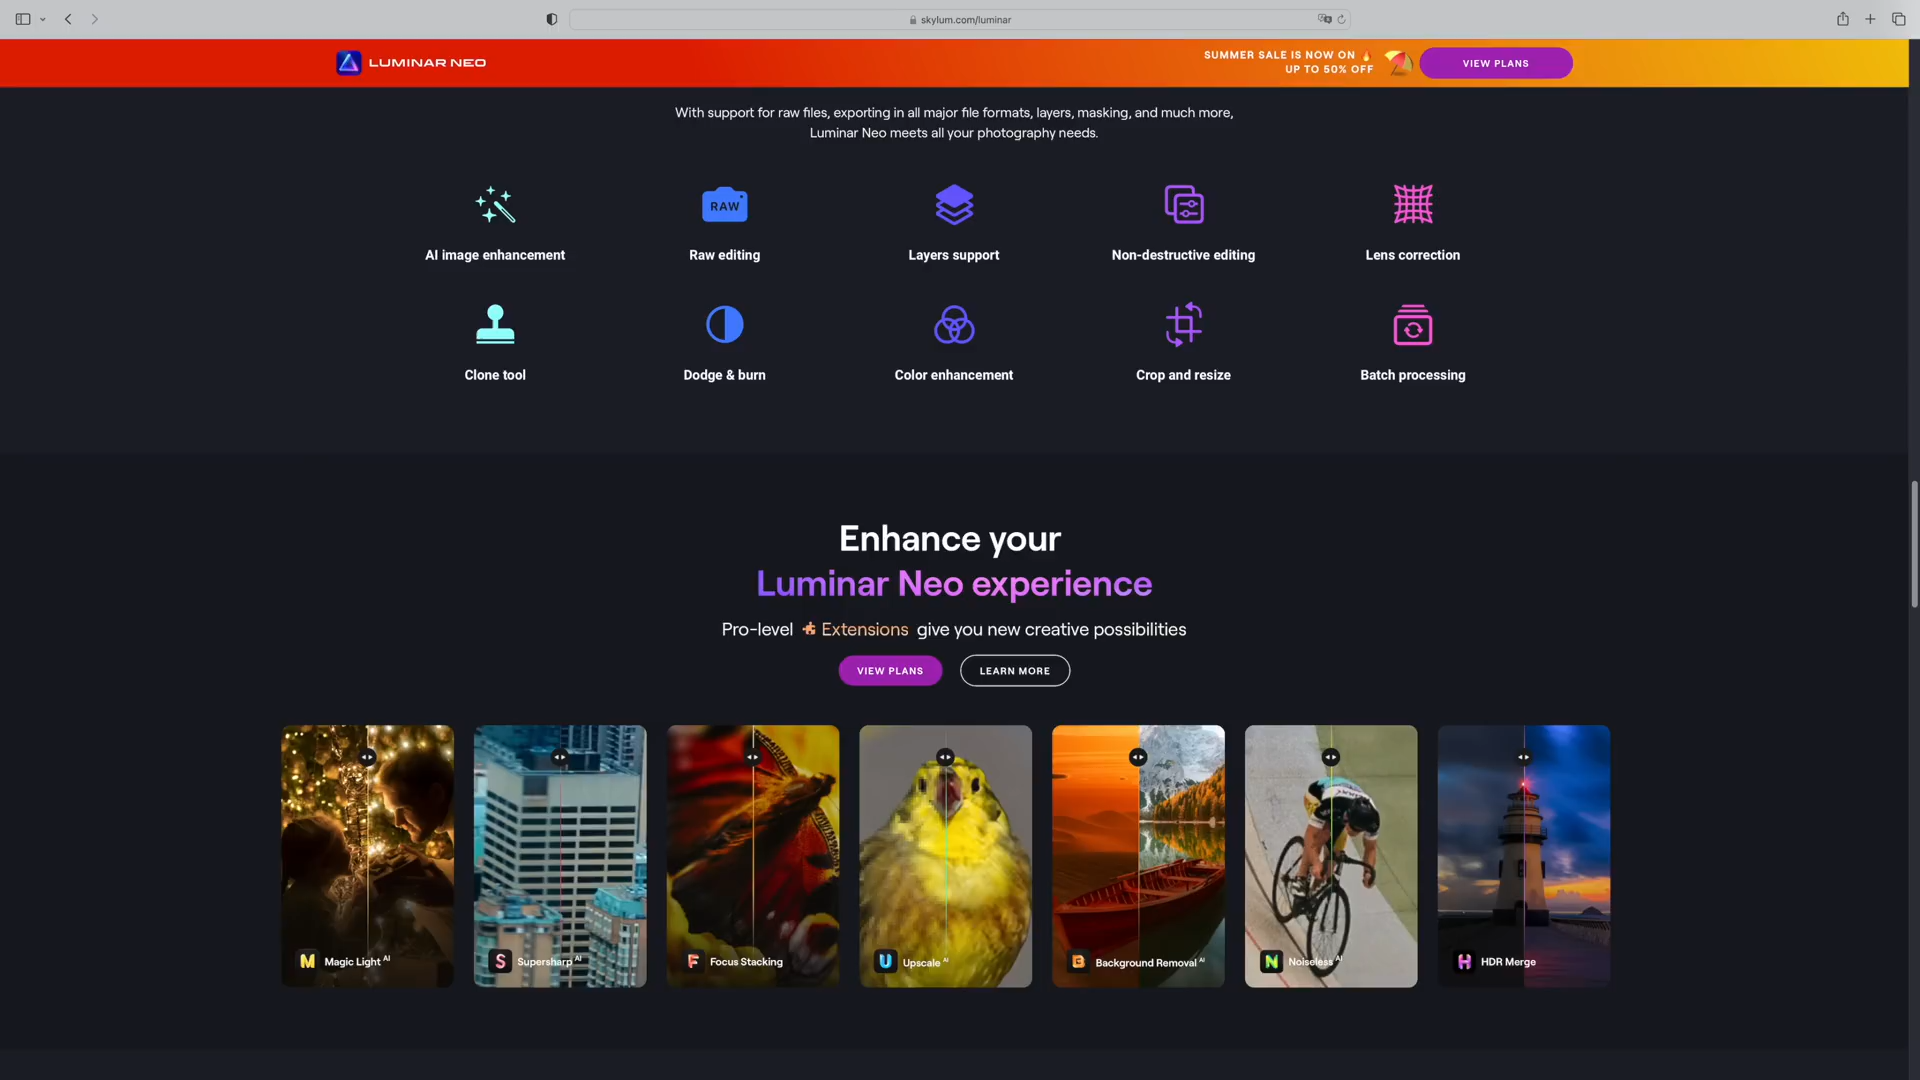 skylum.com/luminar
LUMINAR NEO
SUMMER SALE IS NOW ON
UP TO 50% OFF
VIEW PLANS
With support for raw files, exporting in all major file formats, layers, masking, and much more,
Luminar Neo meets all your photography needs.
RAW
AI image enhancement
Raw editing
Layers support
Non-destructive editing
Lens correction
Clone tool
Dodge & burn
Color enhancement
Crop and resize
Batch processing
Enhance your
Luminar Neo experience
Pro-level Extensions give you new creative possibilities
VIEW PLANS
LEARN MORE
M Magic Light AI
S Supersharp AI
F Focus Stacking
U Upscale AI
B Background Removal AI
N Noiseless AI
H HDR Merge